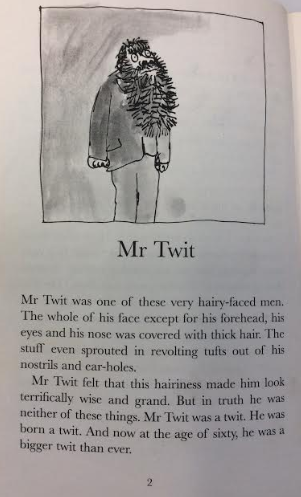 Mr Twit
Mr Twit was one of these very hairy-faced men.
The whole of his face except for his forehead, his
eyes and his nose was covered with thick hair. The
stuff even sprouted in revolting tufts out of his
nostrils and ear-holes.
Mr Twit felt that this hairiness made him look
terrifically wise and grand. But in truth he was
neither of these things. Mr Twit was a twit. He was
born a twit. And now at the age of sixty, he was a
bigger twit than ever.
2